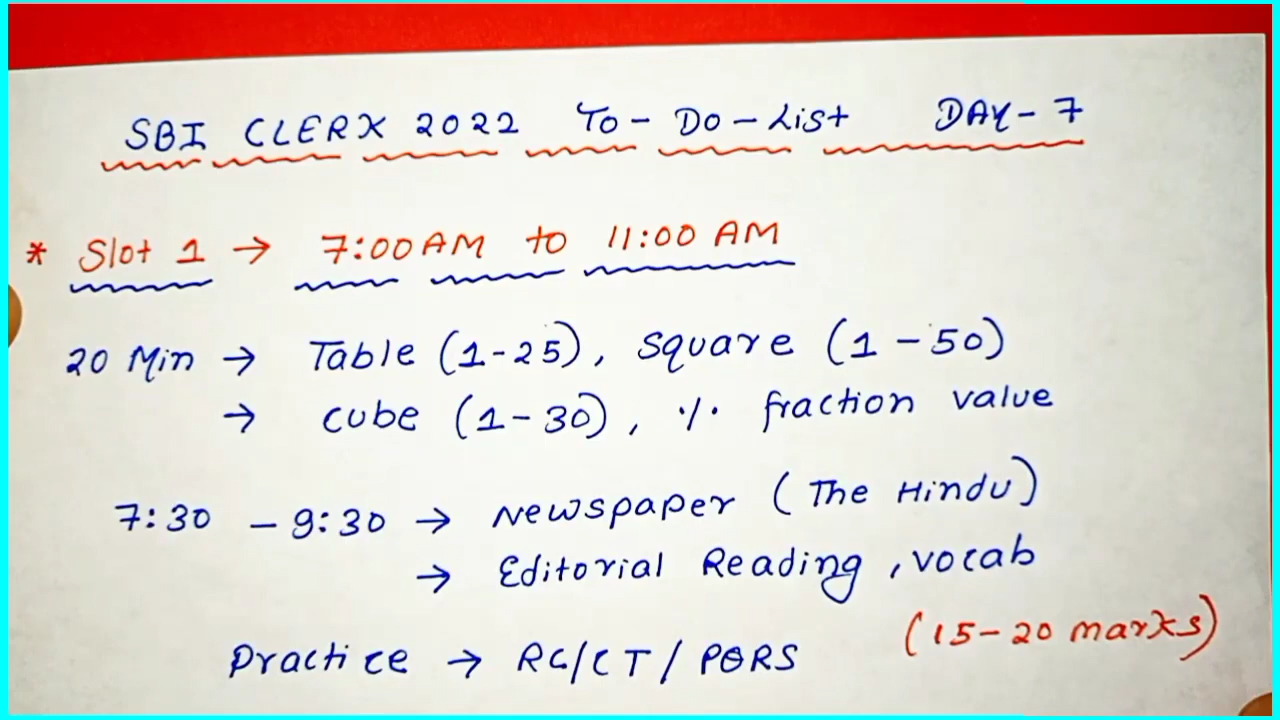 SBI CLERK 2022 To-Do-List DAY-7
* Slot 1 → 7:00 AM to 11:00 AM
20 Min → Table (1-25), Square (1-50)
→ cube (1-30), % fraction value
7:30 - 9:30 → Newspaper (The Hindu)
→ Editorial Reading, vocab
(15-20 marks)
Practice → RC/CT/PQRS